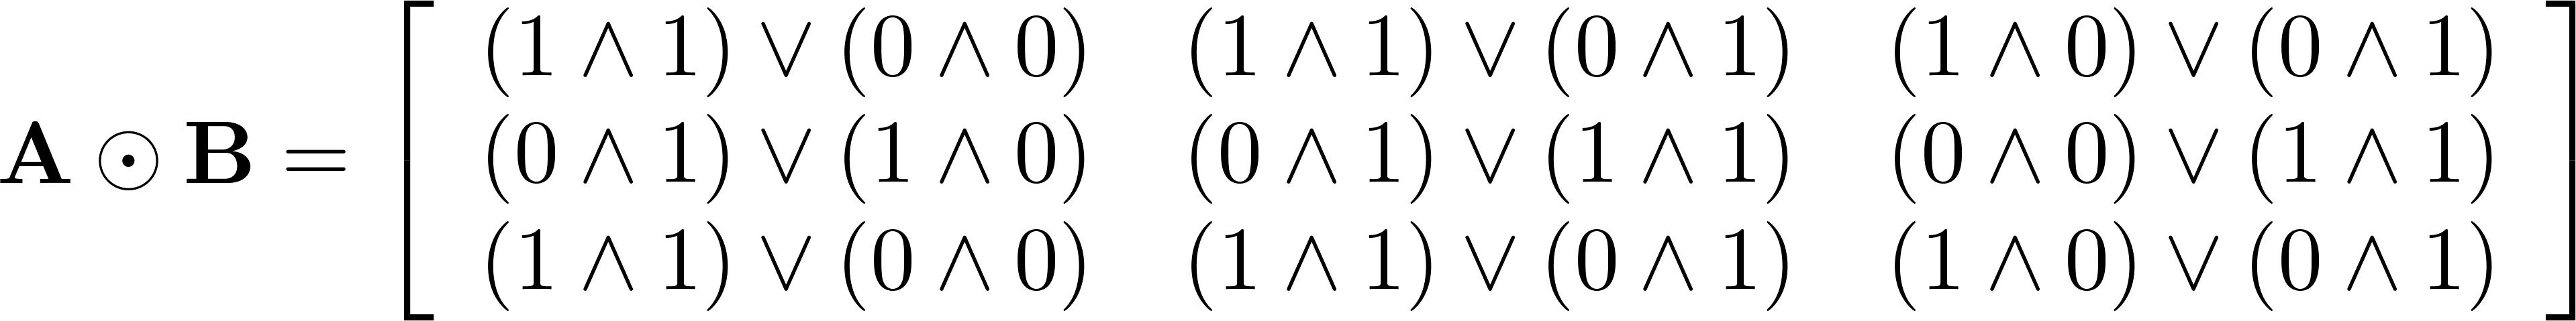 (1 ∧ 1) ∨ (0 ∧ 0) (1 ∧ 1) ∨ (0 ∧ 1) (1 ∧ 0) ∨ (0 ∧ 1)
A ⊙ B = [ (0 ∧ 1) ∨ (1 ∧ 0) (0 ∧ 1) ∨ (1 ∧ 1) (0 ∧ 0) ∨ (1 ∧ 1) ]
(1 ∧ 1) ∨ (0 ∧ 0) (1 ∧ 1) ∨ (0 ∧ 1) (1 ∧ 0) ∨ (0 ∧ 1)